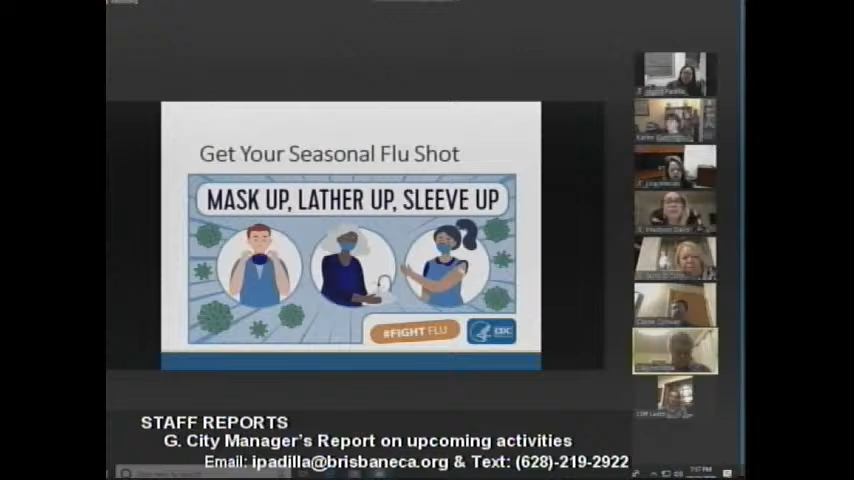 Get Your Seasonal Flu Shot
MASK UP, LATHER UP, SLEEVE UP
#FIGHT FLU
CDC
STAFF REPORTS
G. City Manager's Report on upcoming activities
Email: ipadilla@brisbaneca.org & Text: (628)-219-2922